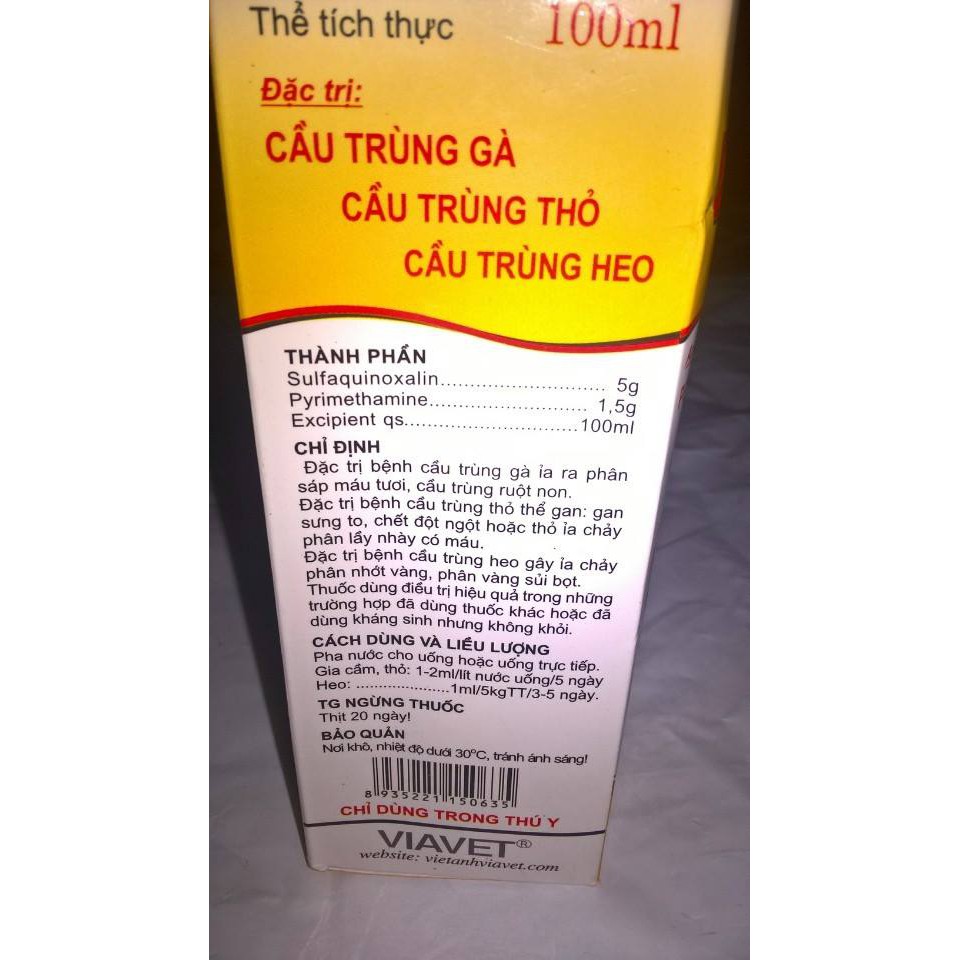 Thể tích thực 100ml
Đặc trị:
CẦU TRÙNG GÀ
CẦU TRÙNG THỎ
CẦU TRÙNG HEO
THÀNH PHẦN
Sulfaquinoxalin............................ 5g
Pyrimethamine........................... 1,5g
Excipient qs.............................100ml
CHỈ ĐỊNH
Đặc trị bệnh cầu trùng gà ỉa ra phân
sáp máu tươi, cầu trùng ruột non.
Đặc trị bệnh cầu trùng thỏ thể gan: gan
sưng to, chết đột ngột hoặc thỏ ỉa chảy
phân lẩy nhày có máu.
Đặc trị bệnh cầu trùng heo gây ỉa chảy
phân nhớt vàng, phân vàng sủi bọt.
Thuốc dùng điều trị hiệu quả trong những
trường hợp đã dùng thuốc khác hoặc đã
dùng kháng sinh nhưng không khỏi.
CÁCH DÙNG VÀ LIỀU LƯỢNG
Pha nước cho uống hoặc uống trực tiếp.
Gia cầm, thỏ: 1-2ml/lít nước uống/5 ngày
Heo: ......................1ml/5kgTT/3-5 ngày.
TG NGỪNG THUỐC
Thịt 20 ngày!
BẢO QUẢN
Nơi khô, nhiệt độ dưới 30°C, tránh ánh sáng!
8 935221 150635
CHỈ DÙNG TRONG THÚ Y
VIAVET®
website: vietanhviavet.com